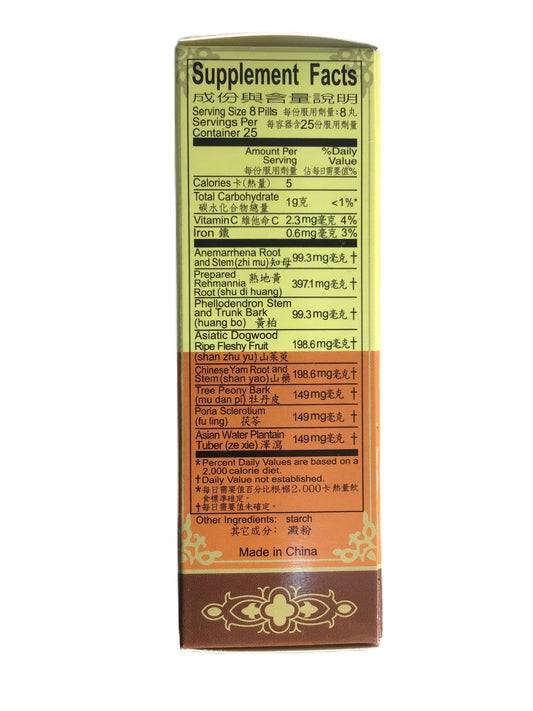 Supplement Facts
成份與含量說明
Serving Size 8 Pills 每份服用劑量:8丸
Servings Per 每容器含25份服用劑量
Container 25
Amount Per %Daily
Serving Value
每份服用劑量 佔每日需要值%
Calories 卡(熱量) 5
Total Carbohydrate
碳水化合物總量 1g克 <1%*
Vitamin C 維他命C 2.3mg毫克 4%
Iron 鐵 0.6mg毫克 3%
Anemarrhena Root
and Stem(zhi mu)知母 99.3mg毫克 †
Prepared
Rehmannia 熟地黃 397.1mg毫克 †
Root (shu di huang)
Phellodendron Stem
and Trunk Bark 99.3mg毫克 †
(huang bo) 黃柏
Asiatic Dogwood
Ripe Fleshy Fruit 198.6mg毫克 †
(shan zhu yu) 山茱萸
Chinese Yam Root and
Stem(shan yao)山藥 198.6mg毫克†
Tree Peony Bark
(mu dan pi) 牡丹皮 149mg毫克 †
Poria Sclerotium
(fu ling) 茯苓 149mg毫克 †
Asian Water Plantain
Tuber (ze xie) 澤瀉 149mg毫克 †
*Percent Daily Values are based on a
2,000 calorie diet.
†Daily Value not established.
*每日需要值百分比根據2,000卡熱量飲
食標準維定。
†每日需要值未確定。
Other Ingredients: starch
其它成分: 澱粉
Made in China